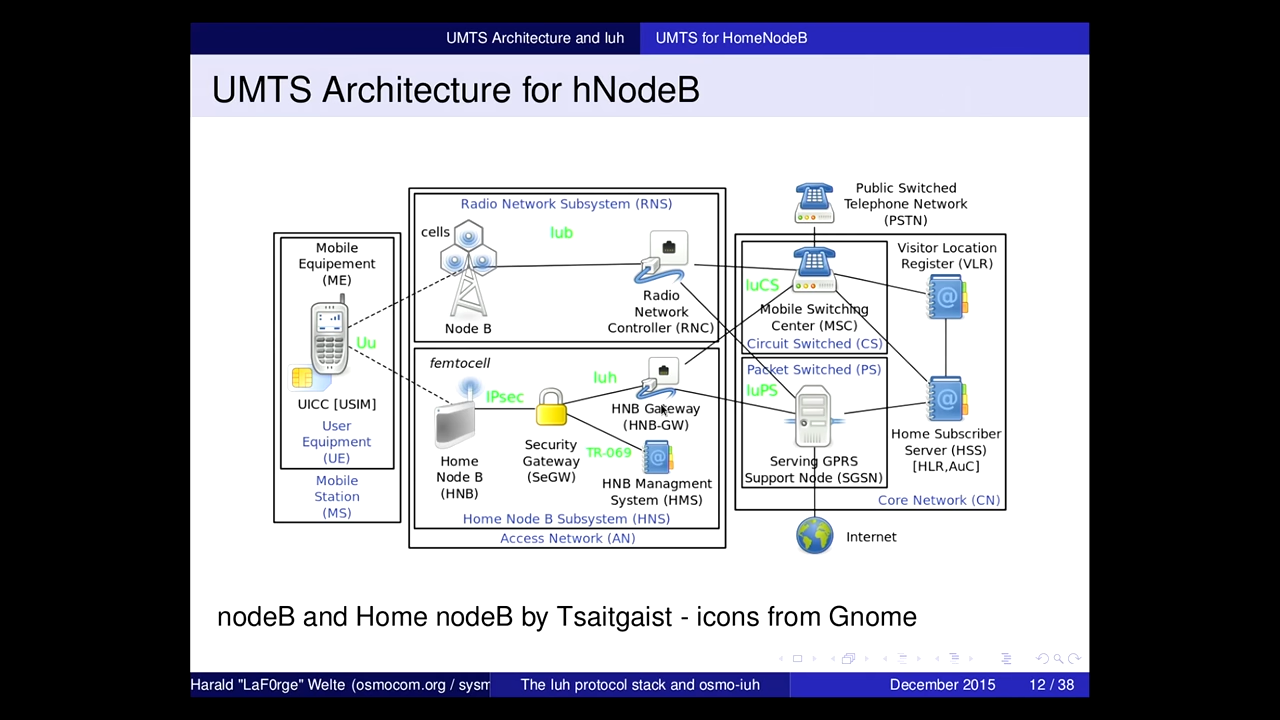 UMTS Architecture and Iuh
UMTS for HomeNodeB
UMTS Architecture for hNodeB
Public Switched
Telephone Network
(PSTN)
Radio Network Subsystem (RNS)
cells
Iub
Mobile
Equipement
(ME)
Visitor Location
Register (VLR)
IuCS
Radio
Network
Controller (RNC)
Node B
Mobile Switching
Center (MSC)
Circuit Switched (CS)
Uu
femtocell
Iuh
Packet Switched (PS)
IuPS
IPsec
UICC [USIM]
User
Equipment
(UE)
HNB Gateway
(HNB-GW)
Security
Gateway
(SeGW)
TR-069
Home
Node B
(HNB)
HNB Managment
System (HMS)
Home Subscriber
Server (HSS)
[HLR,AuC]
Serving GPRS
Support Node (SGSN)
Mobile
Station
(MS)
Home Node B Subsystem (HNS)
Access Network (AN)
Core Network (CN)
Internet
nodeB and Home nodeB by Tsaitgaist - icons from Gnome
Harald "LaF0rge" Welte (osmocom.org / sysm
The Iuh protocol stack and osmo-iuh
December 2015
12 / 38